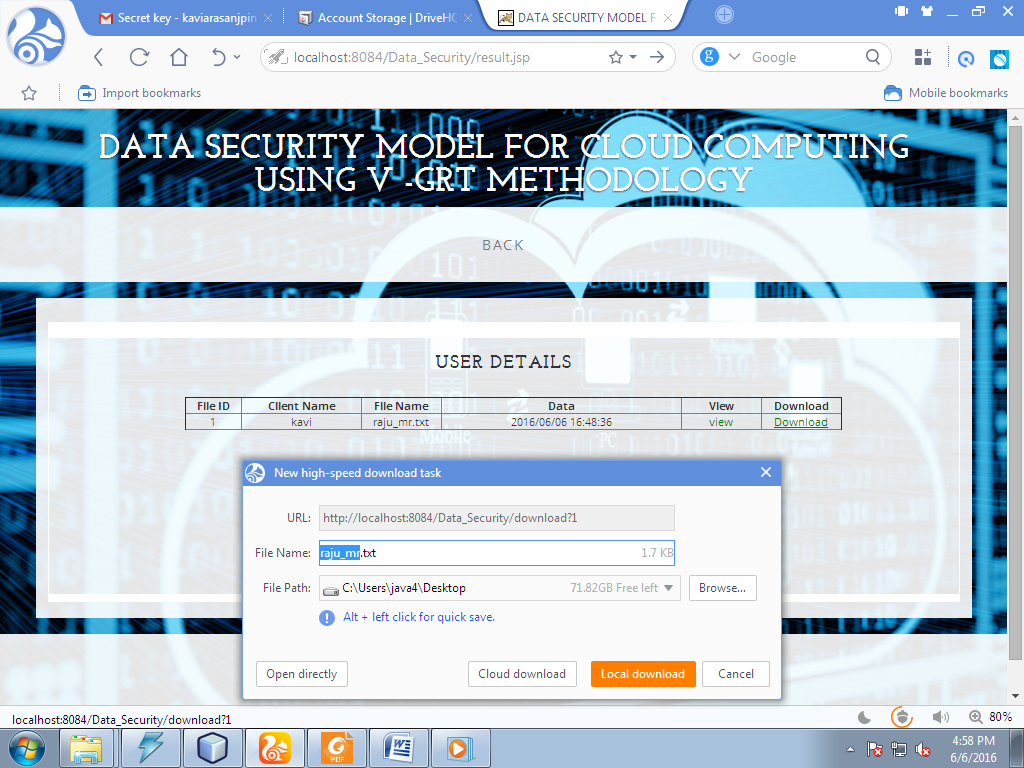 Secret key - kaviarasanjpin
Account Storage | DriveHQ
DATA SECURITY MODEL F
localhost:8084/Data_Security/result.jsp
g Google
Import bookmarks
Mobile bookmarks
DATA SECURITY MODEL FOR CLOUD COMPUTING
USING V -GRT METHODOLOGY
BACK
USER DETAILS
File ID Client Name File Name Data View Download
1 kavi raju_mr.txt 2016/06/06 16:48:36 view Download
Mobile
PC
New high-speed download task
URL: http://localhost:8084/Data_Security/download?1
File Name: raju_mr.txt 1.7 KB
File Path: C:\Users\java4\Desktop 71.82GB Free left Browse...
! Alt + left click for quick save.
Open directly Cloud download Local download Cancel
localhost:8084/Data_Security/download?1
80%
PDF
4:58 PM
6/6/2016